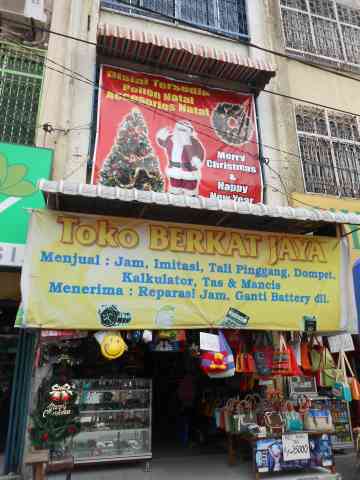 Disini Tersedia
Pohon Natal
Accesories Natal
Merry
Christmas
&
Happy
New Year
Toko BERKAT JAYA
Menjual : Jam, Imitasi, Tali Pinggang, Dompet,
Kalkulator, Tas & Mancis
Menerima : Reparasi Jam, Ganti Battery dll.